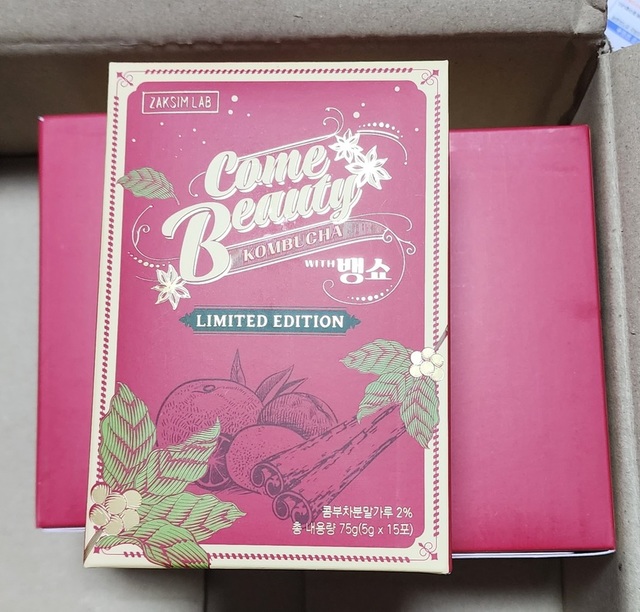 ZAKSIM LAB
Come
Beauty
KOMBUCHA
WITH 뱅쇼
LIMITED EDITION
콤부차분말가루 2%
총 내용량 75g(5g x 15포)